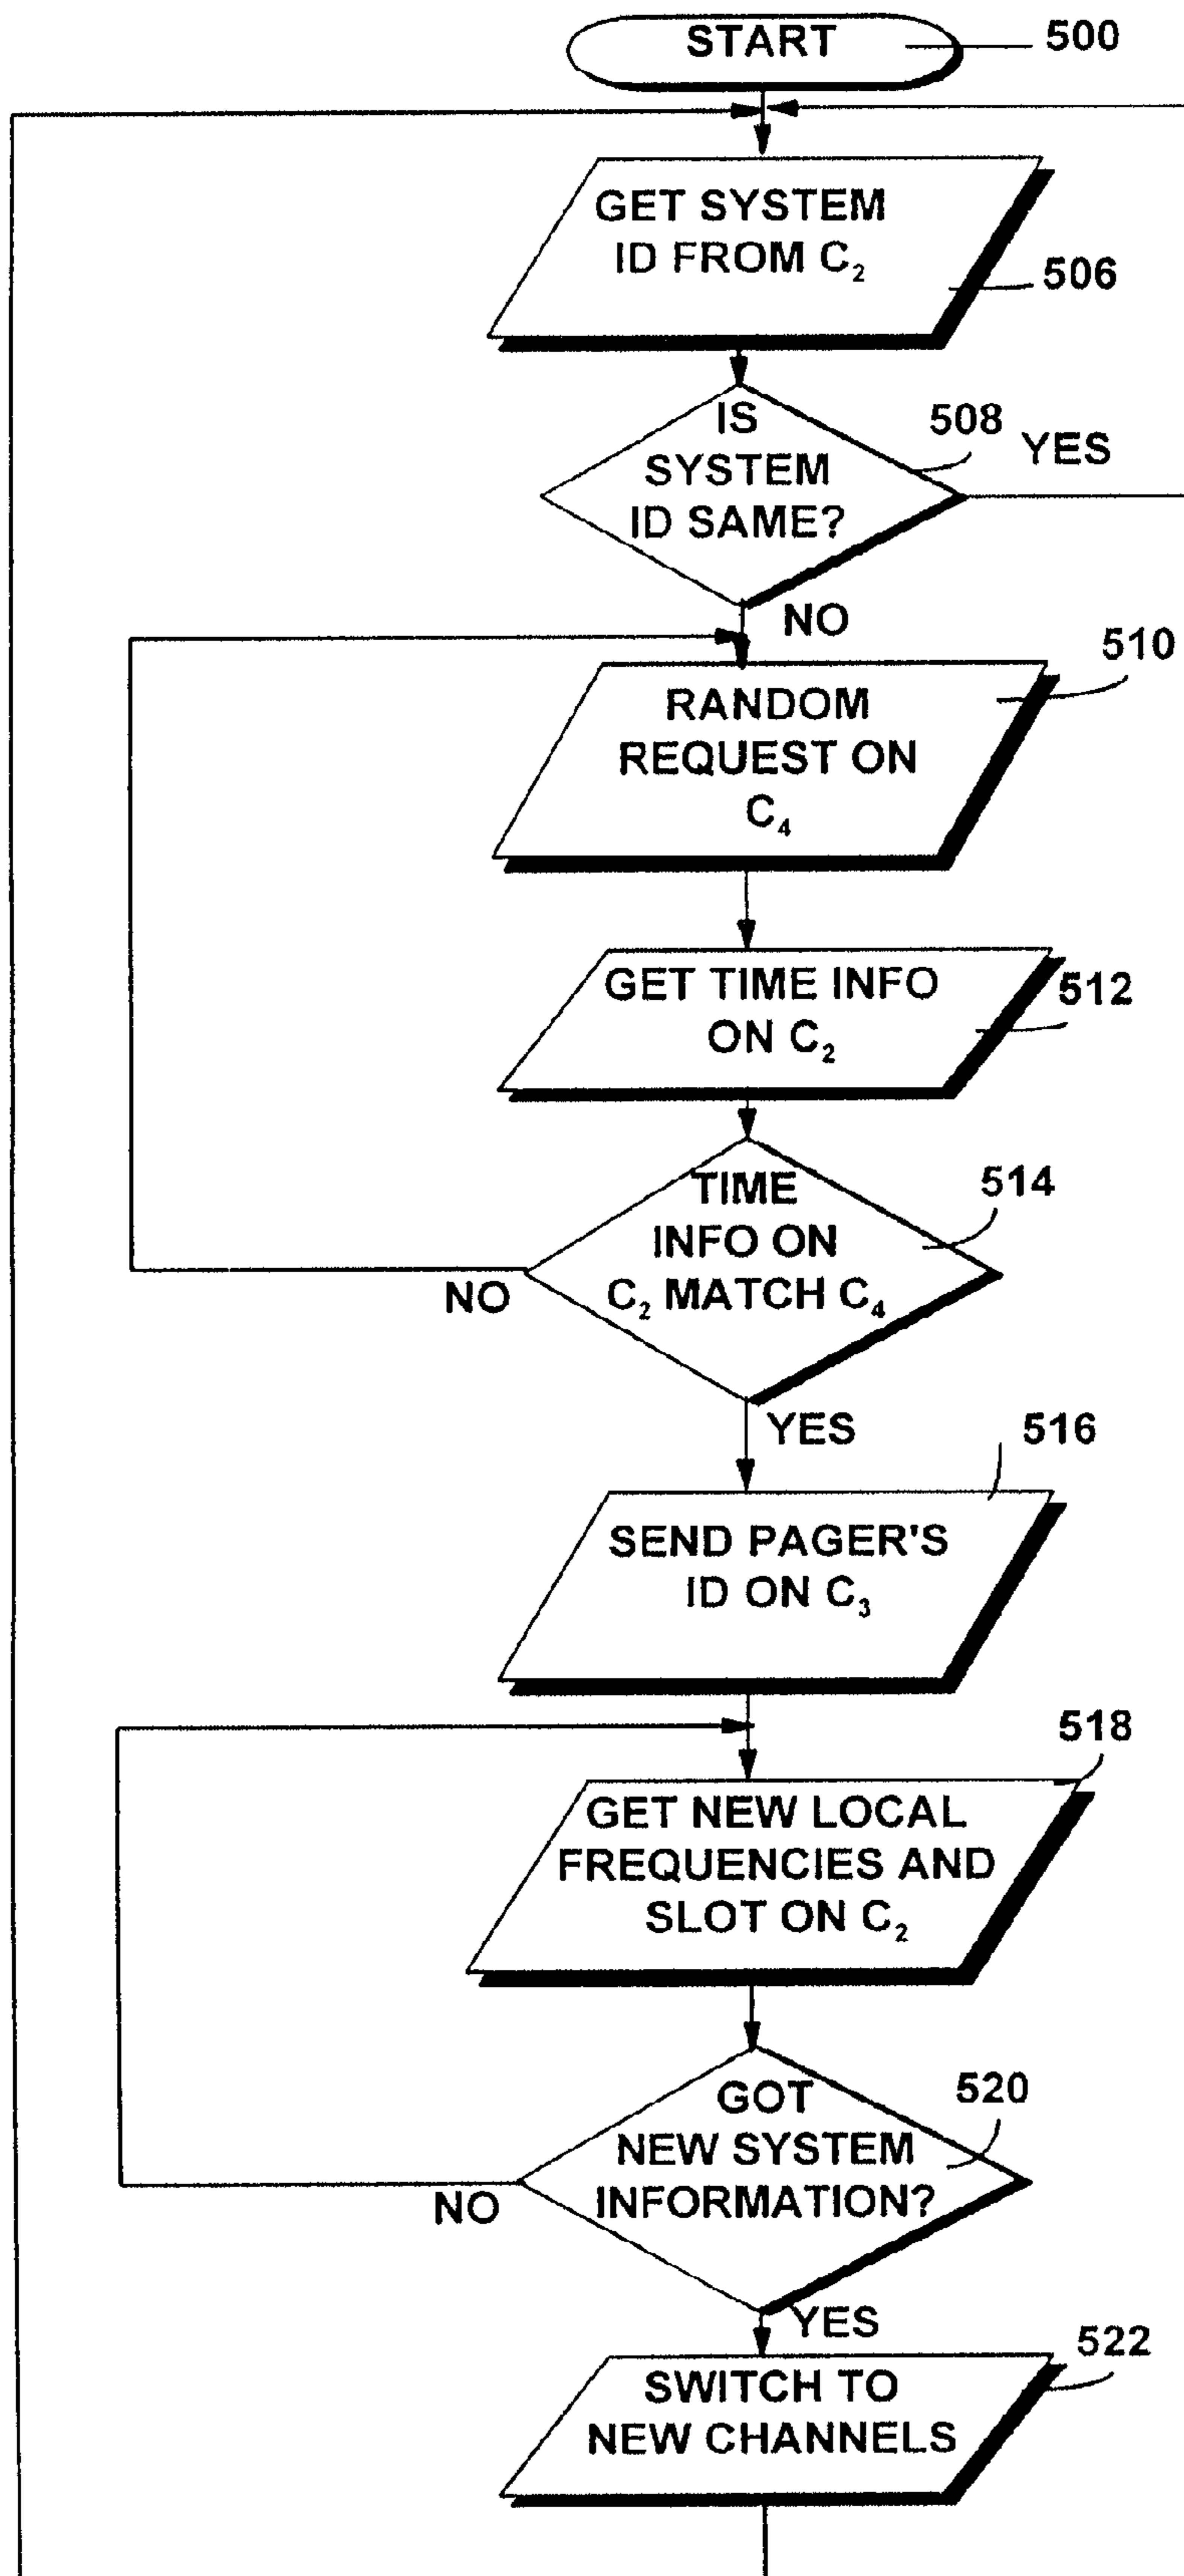 START
500
GET SYSTEM
ID FROM C₂
506
IS
SYSTEM
ID SAME?
508
YES
NO
510
RANDOM
REQUEST ON
C₄
GET TIME INFO
ON C₂
512
TIME
INFO ON
C₂ MATCH C₄
514
NO
YES
516
SEND PAGER'S
ID ON C₃
518
GET NEW LOCAL
FREQUENCIES AND
SLOT ON C₂
GOT
NEW SYSTEM
INFORMATION?
520
NO
YES
522
SWITCH TO
NEW CHANNELS